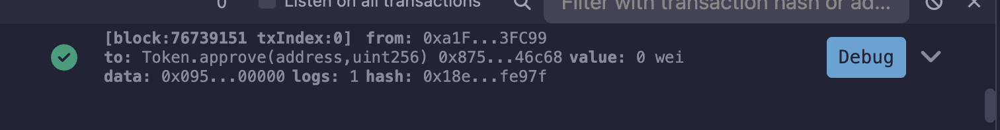 0 Listen on all transactions Filter with transaction hash or ad...
[block:76739151 txIndex:0] from: 0xa1F...3FC99
to: Token.approve(address,uint256) 0x875...46c68 value: 0 wei
data: 0x095...00000 logs: 1 hash: 0x18e...fe97f
Debug